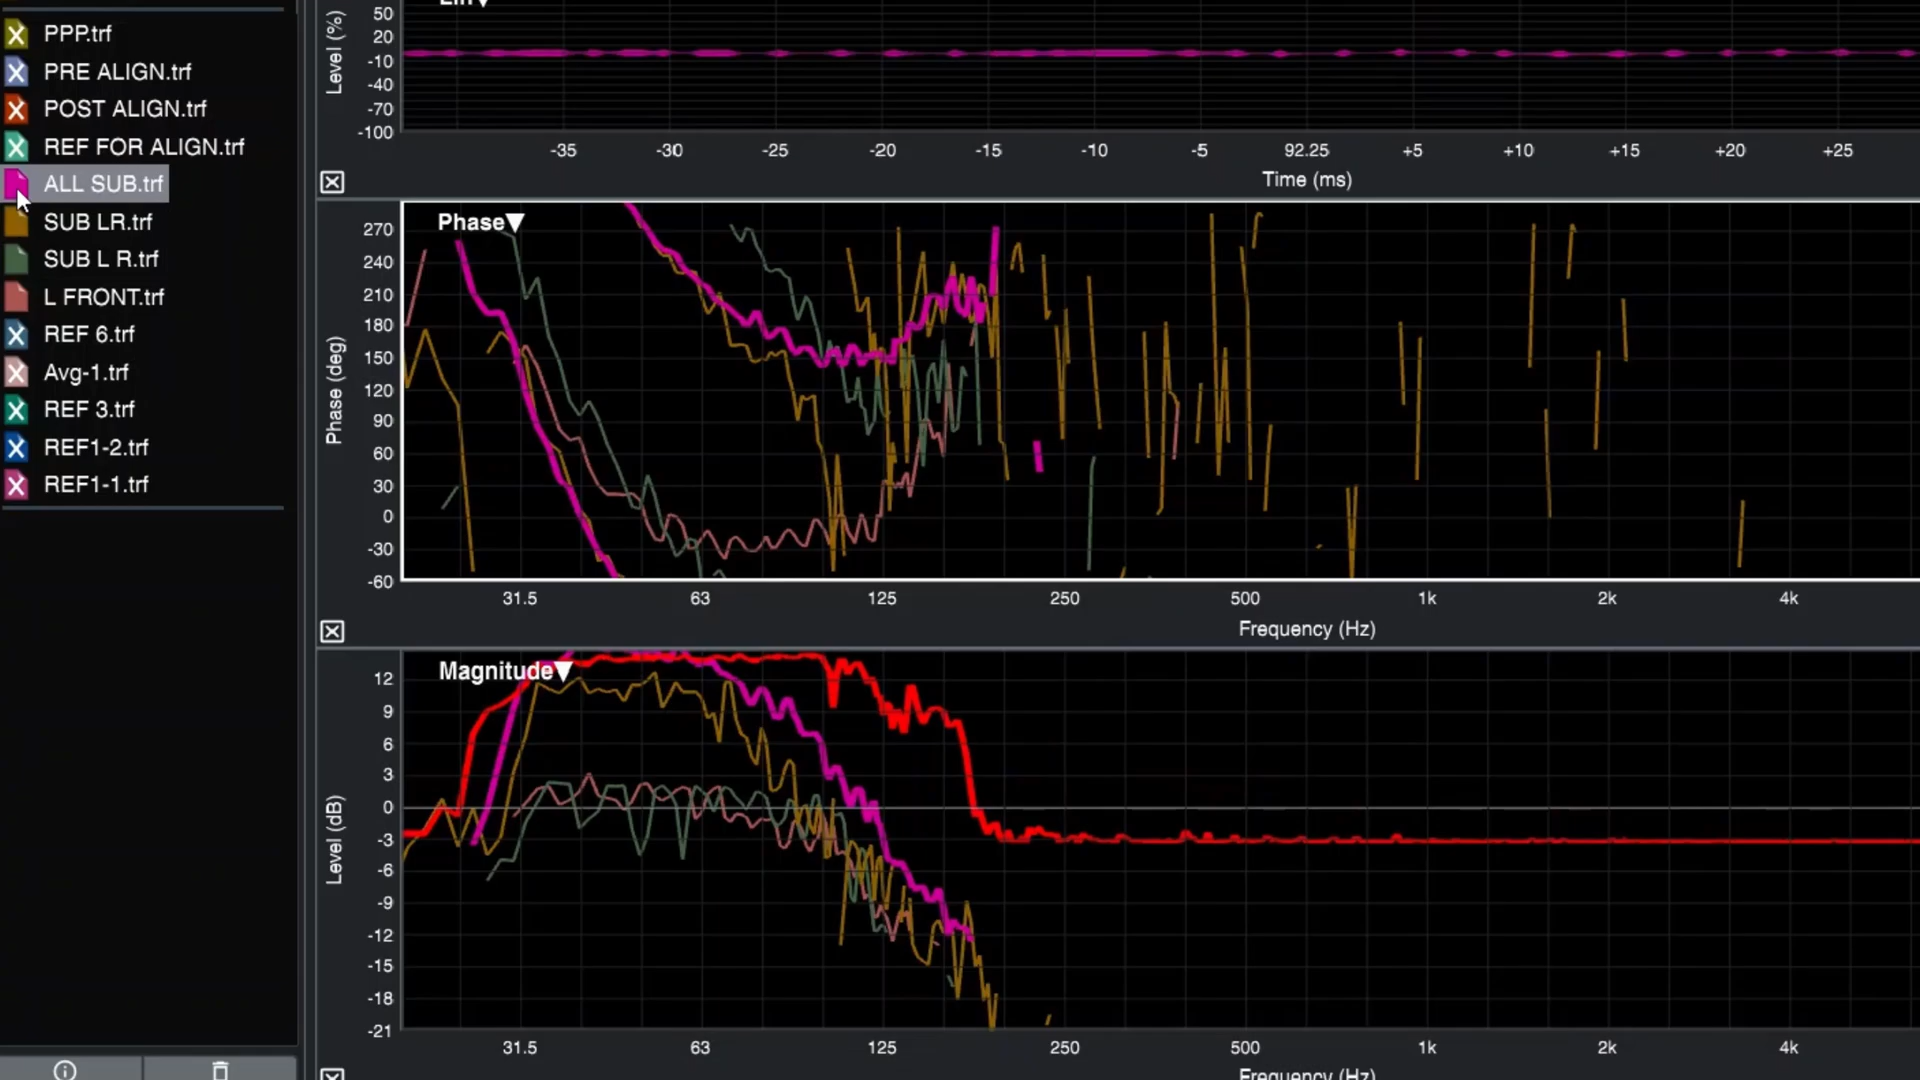 PPP.trf
PRE ALIGN.trf
POST ALIGN.trf
REF FOR ALIGN.trf
ALL SUB.trf
SUB LR.trf
SUB L R.trf
L FRONT.trf
REF 6.trf
Avg-1.trf
REF 3.trf
REF1-2.trf
REF1-1.trf
Lin
Level (%)
50
20
-10
-40
-70
-100
-35 -30 -25 -20 -15 -10 -5 92.25 +5 +10 +15 +20 +25
Time (ms)
Phase
Phase (deg)
270
240
210
180
150
120
90
60
30
0
-30
-60
31.5 63 125 250 500 1k 2k 4k
Frequency (Hz)
Magnitude
Level (dB)
12
9
6
3
0
-3
-6
-9
-12
-15
-18
-21
31.5 63 125 250 500 1k 2k 4k
Frequency (Hz)